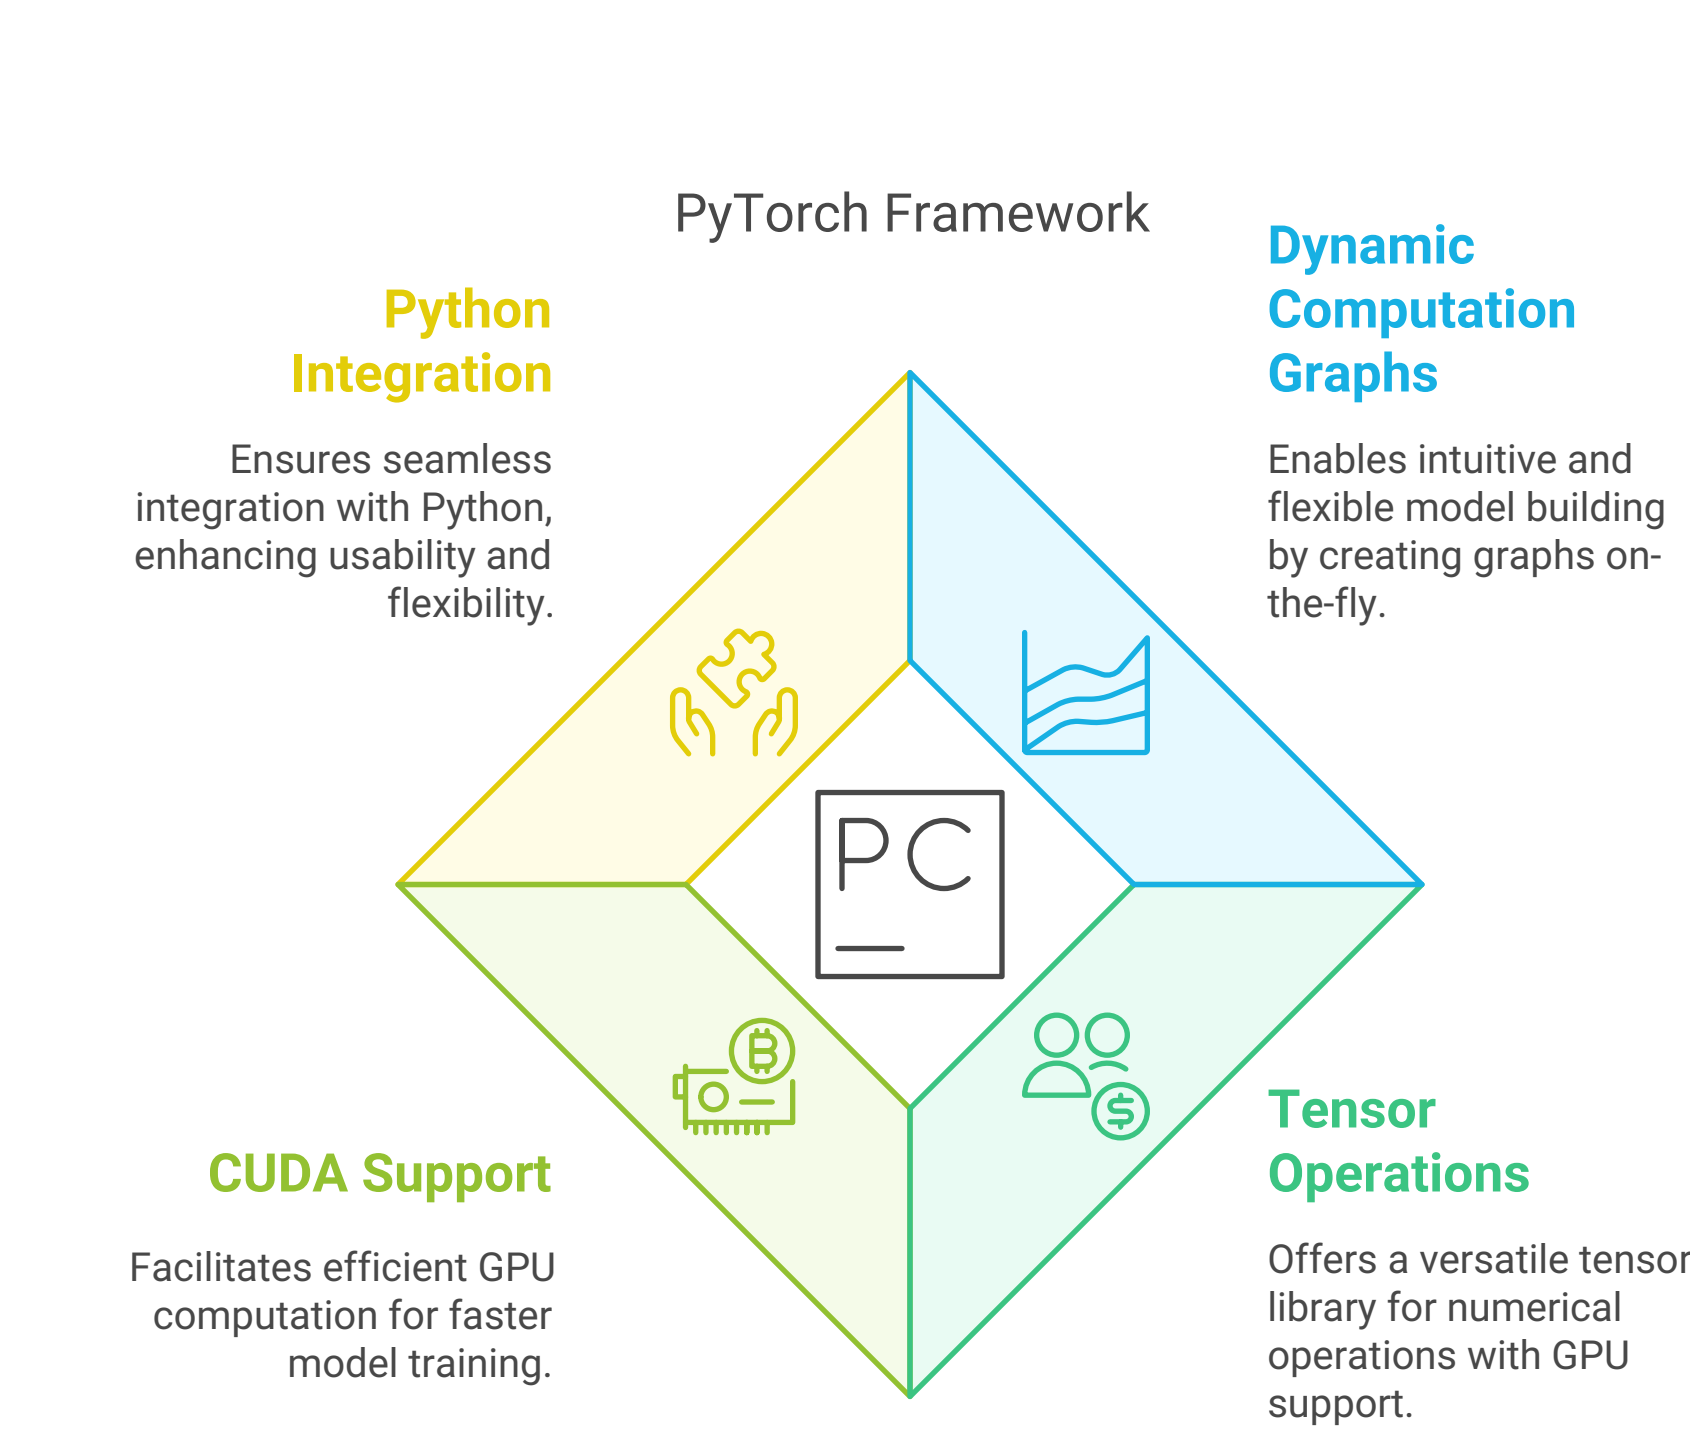 PyTorch Framework
Python
Integration
Ensures seamless
integration with Python,
enhancing usability and
flexibility.
Dynamic
Computation
Graphs
Enables intuitive and
flexible model building
by creating graphs on-
the-fly.
PC
CUDA Support
Facilitates efficient GPU
computation for faster
model training.
Tensor
Operations
Offers a versatile tensor
library for numerical
operations with GPU
support.